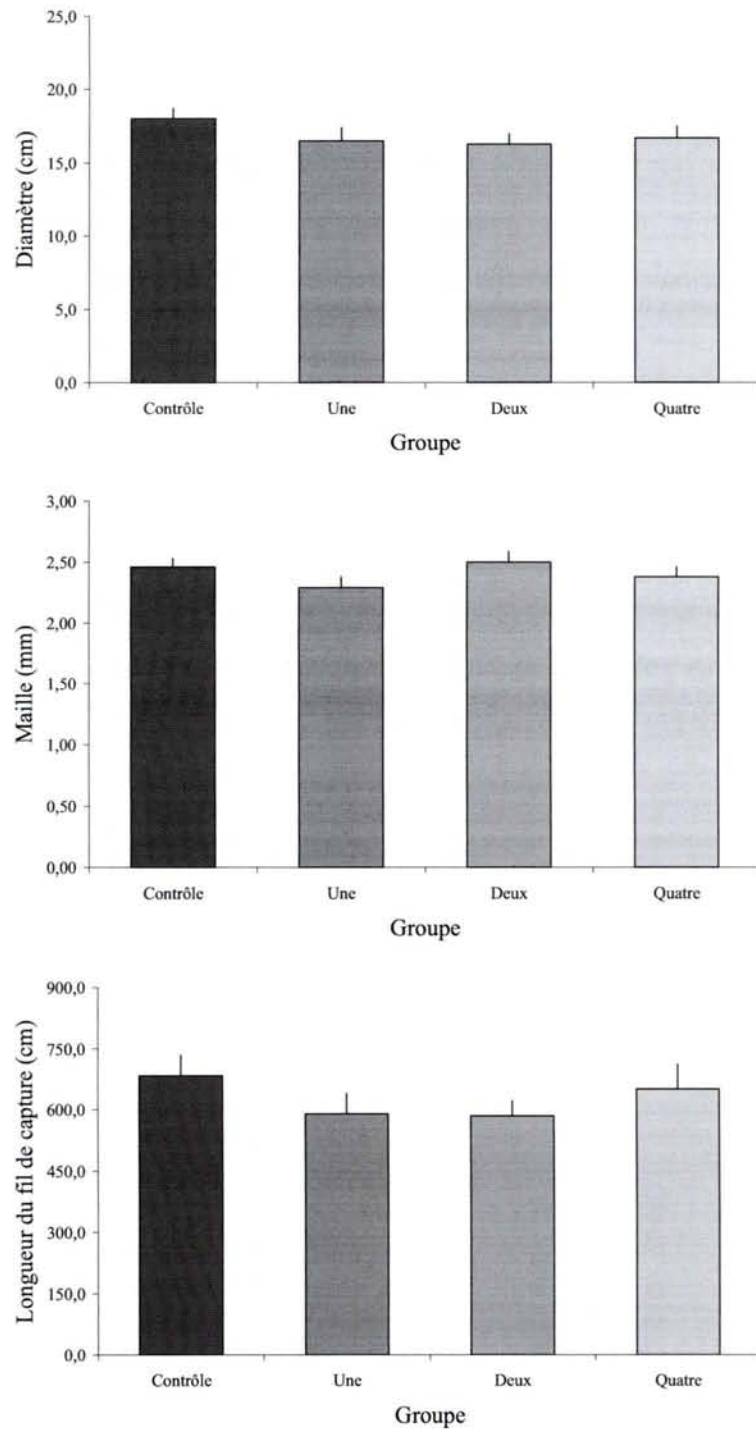 25,0
20,0
15,0
10,0
5,0
0,0
Diamètre (cm)
Contrôle Une Deux Quatre
Groupe
3,00
2,50
2,00
1,50
1,00
0,50
0,00
Maille (mm)
Contrôle Une Deux Quatre
Groupe
900,0
750,0
600,0
450,0
300,0
150,0
0,0
Longueur du fil de capture (cm)
Contrôle Une Deux Quatre
Groupe